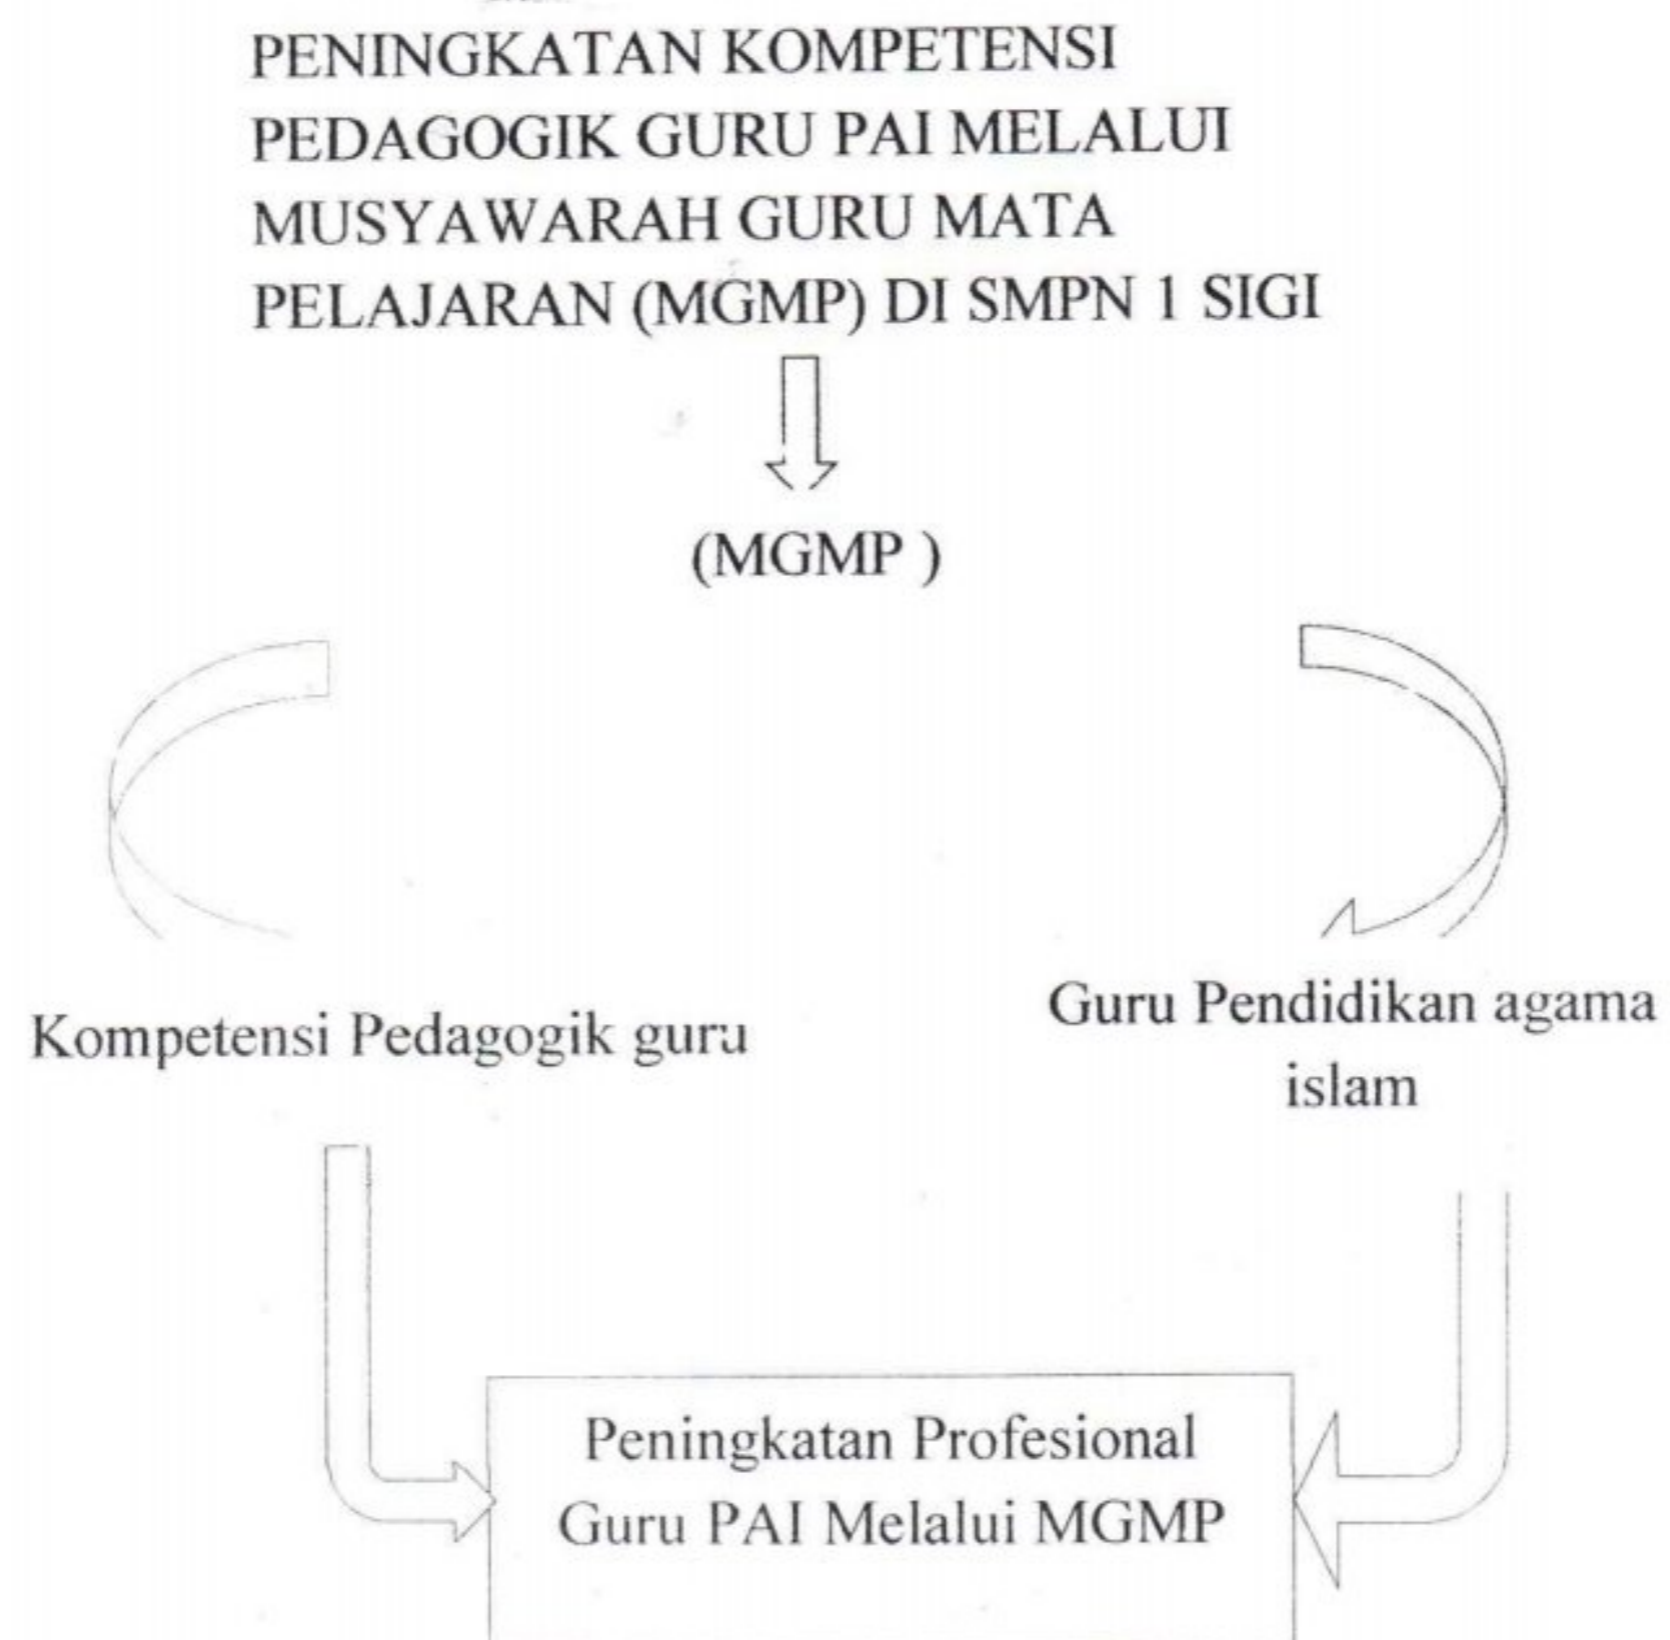 PENINGKATAN KOMPETENSI
PEDAGOGIK GURU PAI MELALUI
MUSYAWARAH GURU MATA
PELAJARAN (MGMP) DI SMPN 1 SIGI
(MGMP )
Kompetensi Pedagogik guru
Guru Pendidikan agama
islam
Peningkatan Profesional
Guru PAI Melalui MGMP